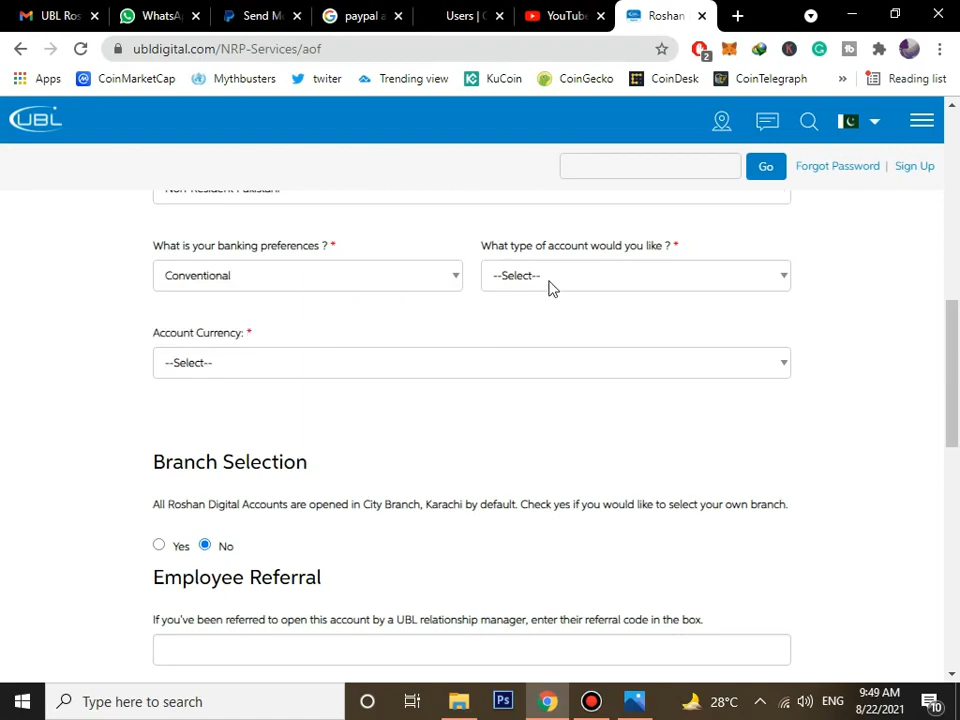 UBL Ros
WhatsA
Send M
paypal a
Users | C
YouTube
Roshan
ubldigital.com/NRP-Services/aof
2
Apps
CoinMarketCap
Mythbusters
twiter
Trending view
KuCoin
CoinGecko
CoinDesk
CoinTelegraph
»
Reading list
UBL
Go
Forgot Password | Sign Up
Non-Resident Pakistani
What is your banking preferences ? *
What type of account would you like ? *
Conventional
--Select--
Account Currency: *
--Select--
Branch Selection
All Roshan Digital Accounts are opened in City Branch, Karachi by default. Check yes if you would like to select your own branch.
Yes
No
Employee Referral
If you've been referred to open this account by a UBL relationship manager, enter their referral code in the box.
Type here to search
Ps
28°C
ENG
9:49 AM
8/22/2021
10